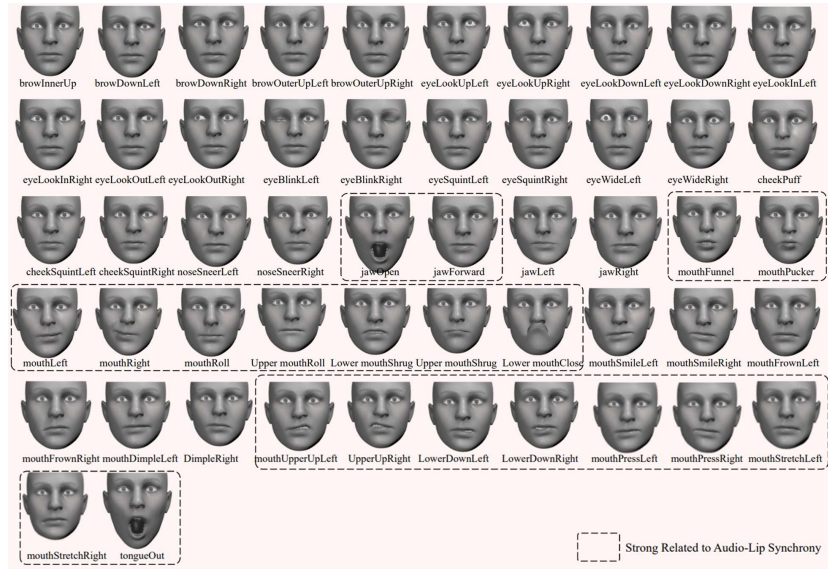 browInnerUp browDownLeft browDownRight browOuterUpLeft browOuterUpRight eyeLookUpLeft eyeLookUpRight eyeLookDownLeft eyeLookDownRight eyeLookInLeft
eyeLookInRight eyeLookOutLeft eyeLookOutRight eyeBlinkLeft eyeBlinkRight eyeSquintLeft eyeSquintRight eyeWideLeft eyeWideRight cheekPuff
cheekSquintLeft cheekSquintRight noseSneerLeft noseSneerRight jawOpen jawForward jawLeft jawRight mouthFunnel mouthPucker
mouthLeft mouthRight mouthRoll Upper mouthRoll Lower mouthShrug Upper mouthShrug Lower mouthClose mouthSmileLeft mouthSmileRight mouthFrownLeft
mouthFrownRight mouthDimpleLeft DimpleRight mouthUpperUpLeft UpperUpRight LowerDownLeft LowerDownRight mouthPressLeft mouthPressRight mouthStretchLeft
mouthStretchRight tongueOut
Strong Related to Audio-Lip Synchrony